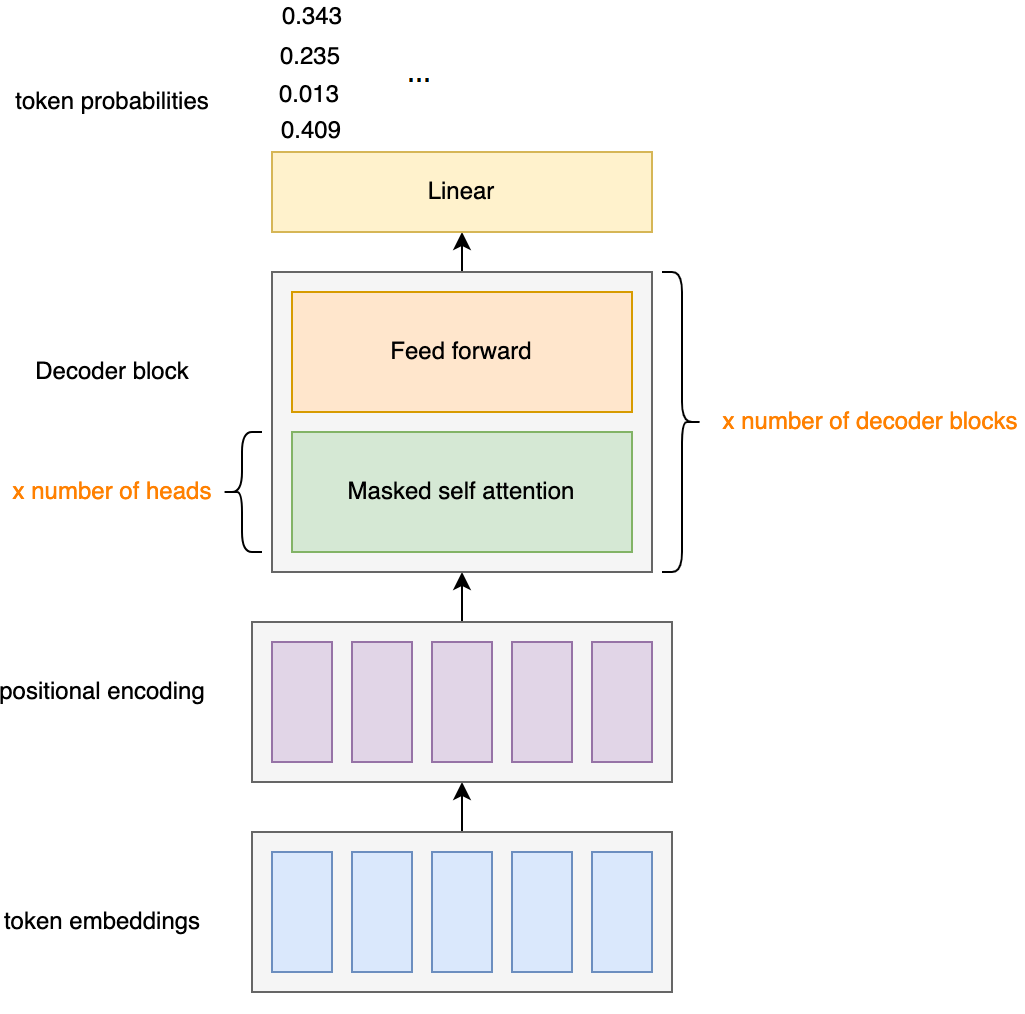 0.343
0.235
...
0.013
token probabilities
0.409
Linear
Feed forward
Decoder block
x number of decoder blocks
x number of heads
Masked self attention
positional encoding
token embeddings